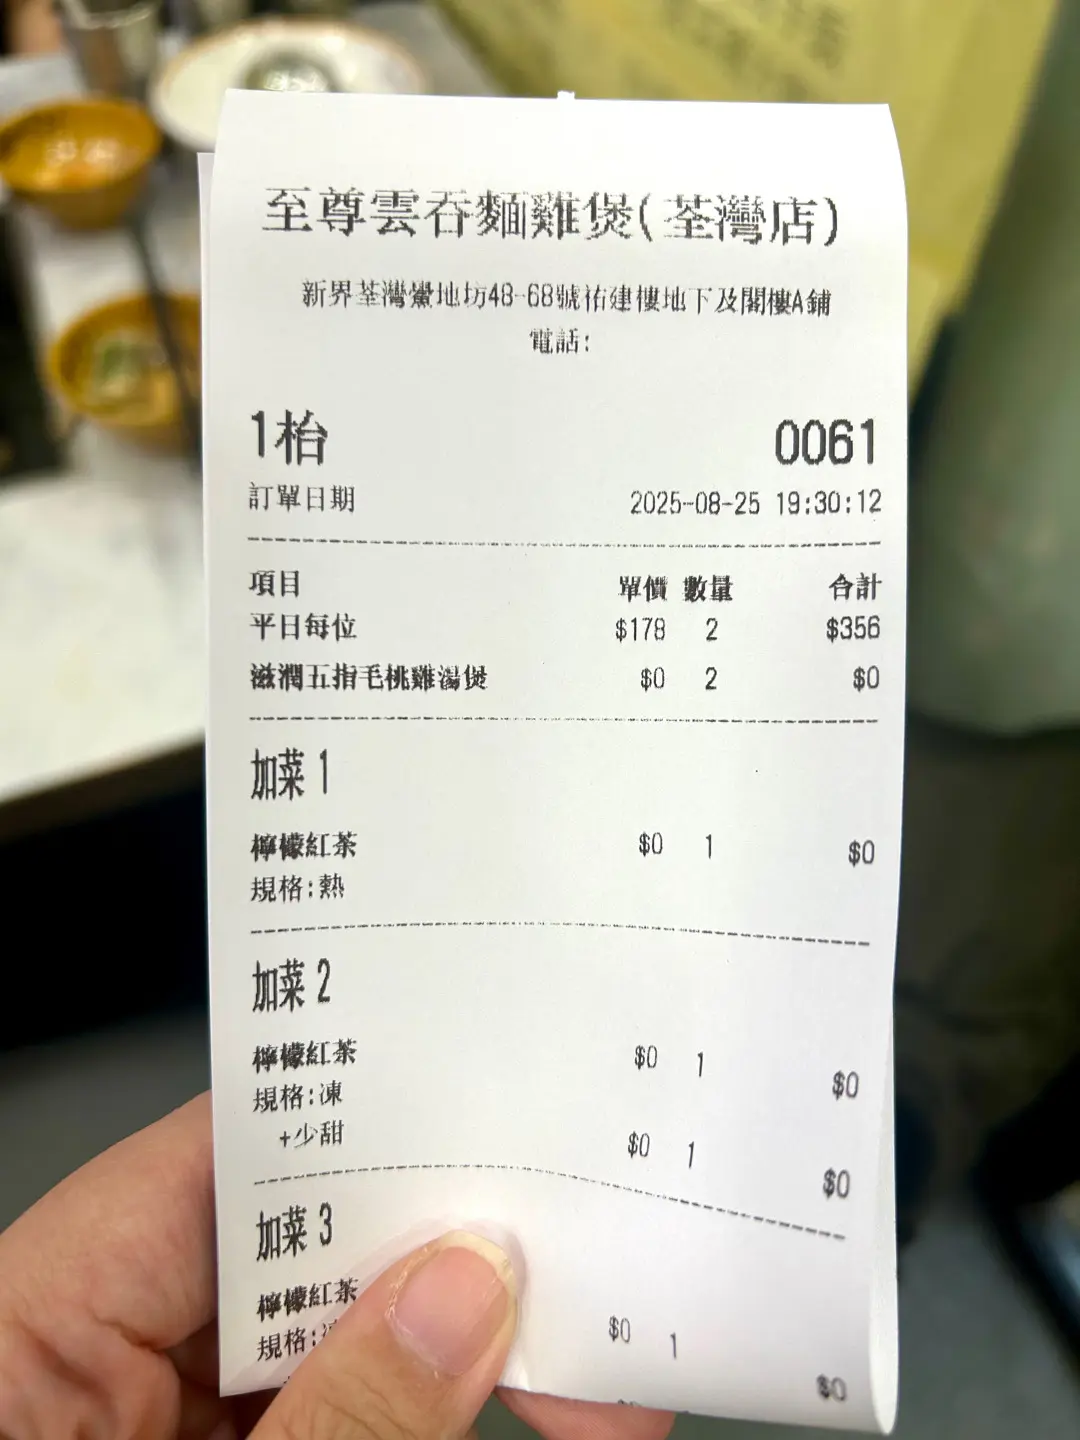 至尊雲吞麵雞煲(荃灣店)
新界荃灣鱟地坊48-68號祐建樓地下及閣樓A鋪
電話:
1枱 0061
訂單日期 2025-08-25 19:30:12
項目 單價 數量 合計
平日每位 $178 2 $356
滋潤五指毛桃雞湯煲 $0 2 $0
加菜 1
檸檬紅茶 $0 1 $0
規格:熱
加菜 2
檸檬紅茶 $0 1 $0
規格:凍
+少甜 $0 1 $0
加菜 3
檸檬紅茶 $0 1 $0
規格: